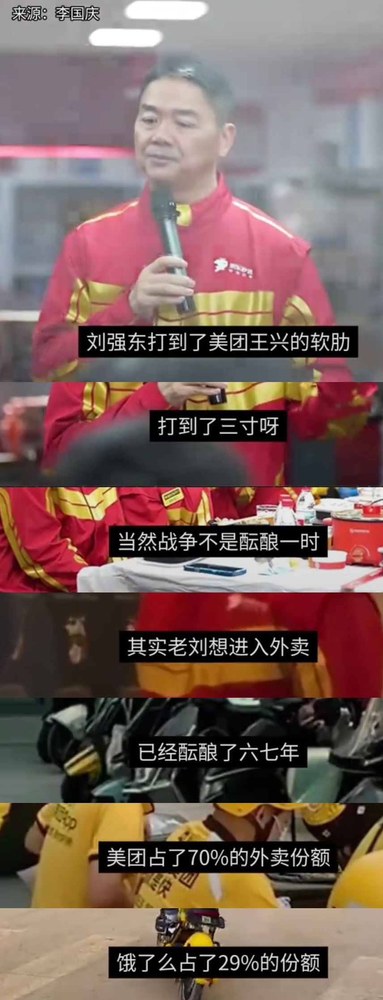 来源：李国庆
刘强东打到了美团王兴的软肋
打到了三寸呀
当然战争不是酝酿一时
其实老刘想进入外卖
已经酝酿了六七年
美团占了70%的外卖份额
饿了么占了29%的份额